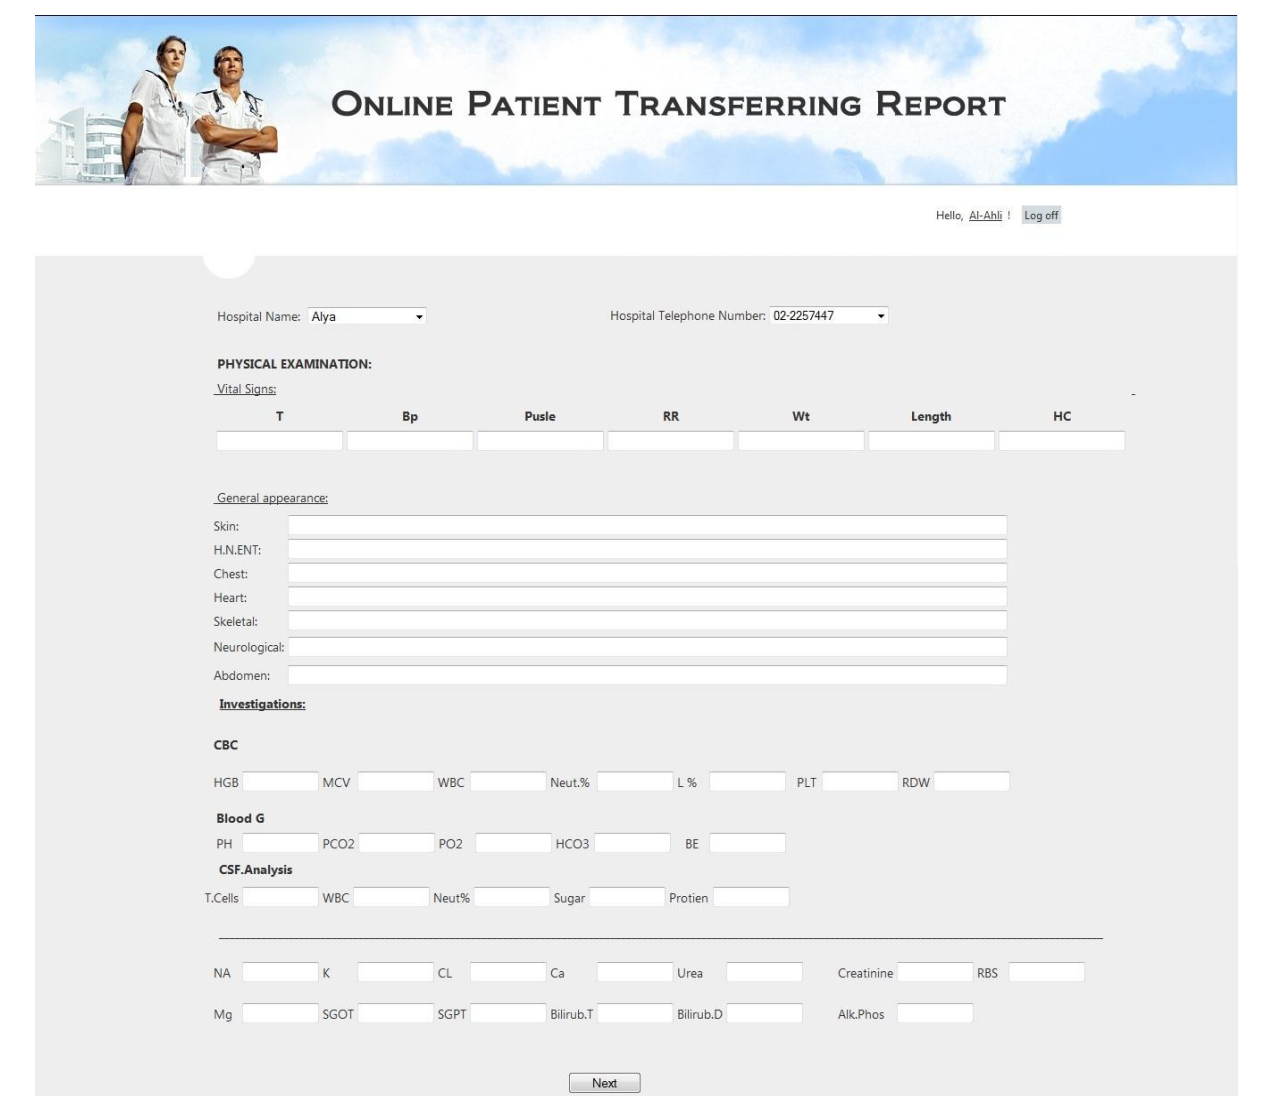 ONLINE PATIENT TRANSFERRING REPORT
Hello, Al-Ahli ! Log off
Hospital Name: Alya Hospital Telephone Number: 02-2257447
PHYSICAL EXAMINATION:
Vital Signs:
T Bp Pusle RR Wt Length HC
General appearance:
Skin:
H.N.ENT:
Chest:
Heart:
Skeletal:
Neurological:
Abdomen:
Investigations:
CBC
HGB MCV WBC Neut.% L % PLT RDW
Blood G
PH PCO2 PO2 HCO3 BE
CSF.Analysis
T.Cells WBC Neut% Sugar Protien
NA K CL Ca Urea Creatinine RBS
Mg SGOT SGPT Bilirub.T Bilirub.D Alk.Phos
Next